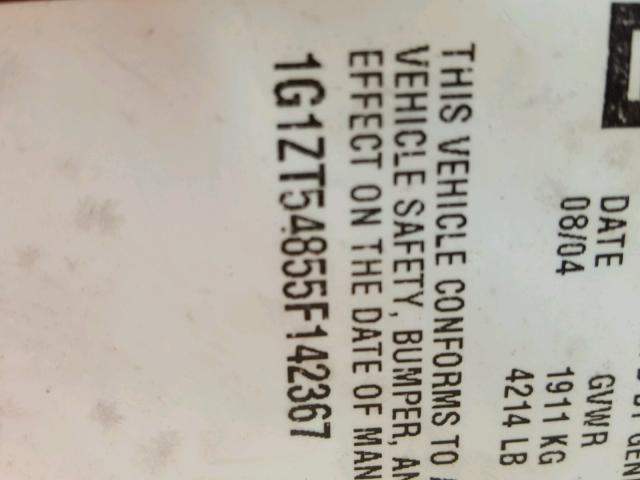 DATE GVWR
08/04 1911 KG
4214 LB
THIS VEHICLE CONFORMS TO
VEHICLE SAFETY, BUMPER, AN
EFFECT ON THE DATE OF MAN
1G1ZT54855F142367